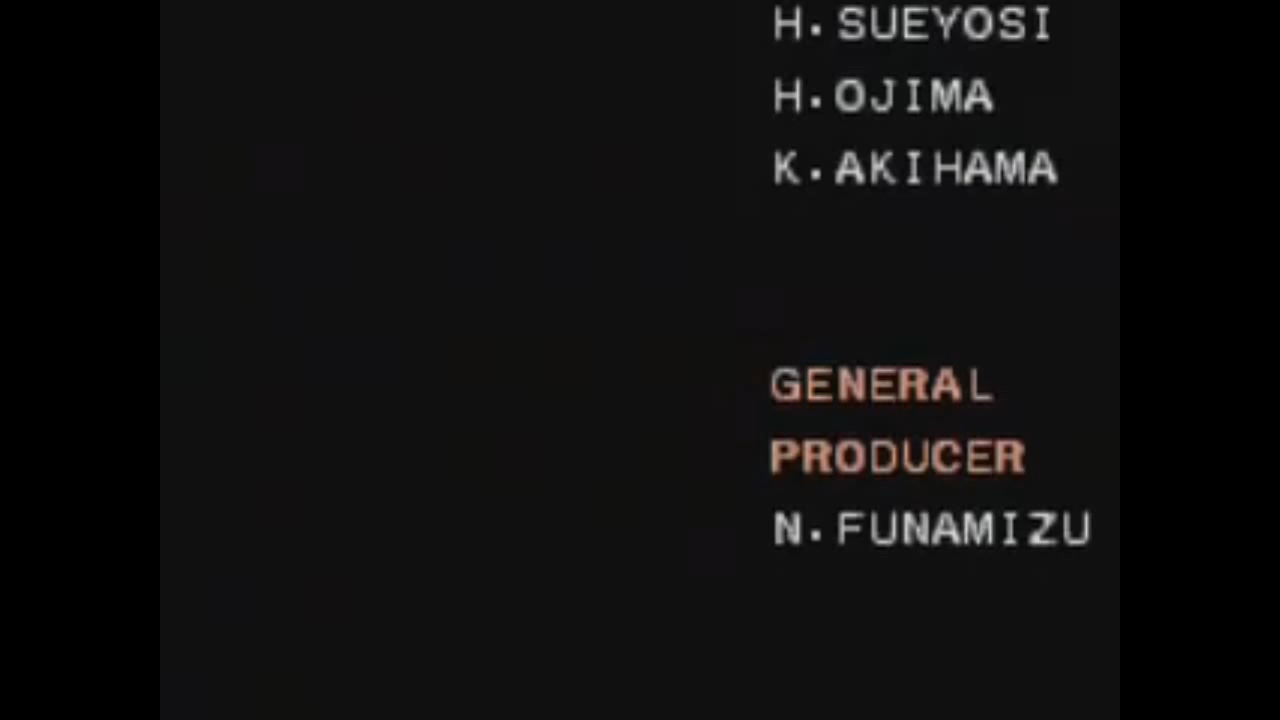 H.SUEYOSI
H.OJIMA
K.AKIHAMA
GENERAL
PRODUCER
N.FUNAMIZU